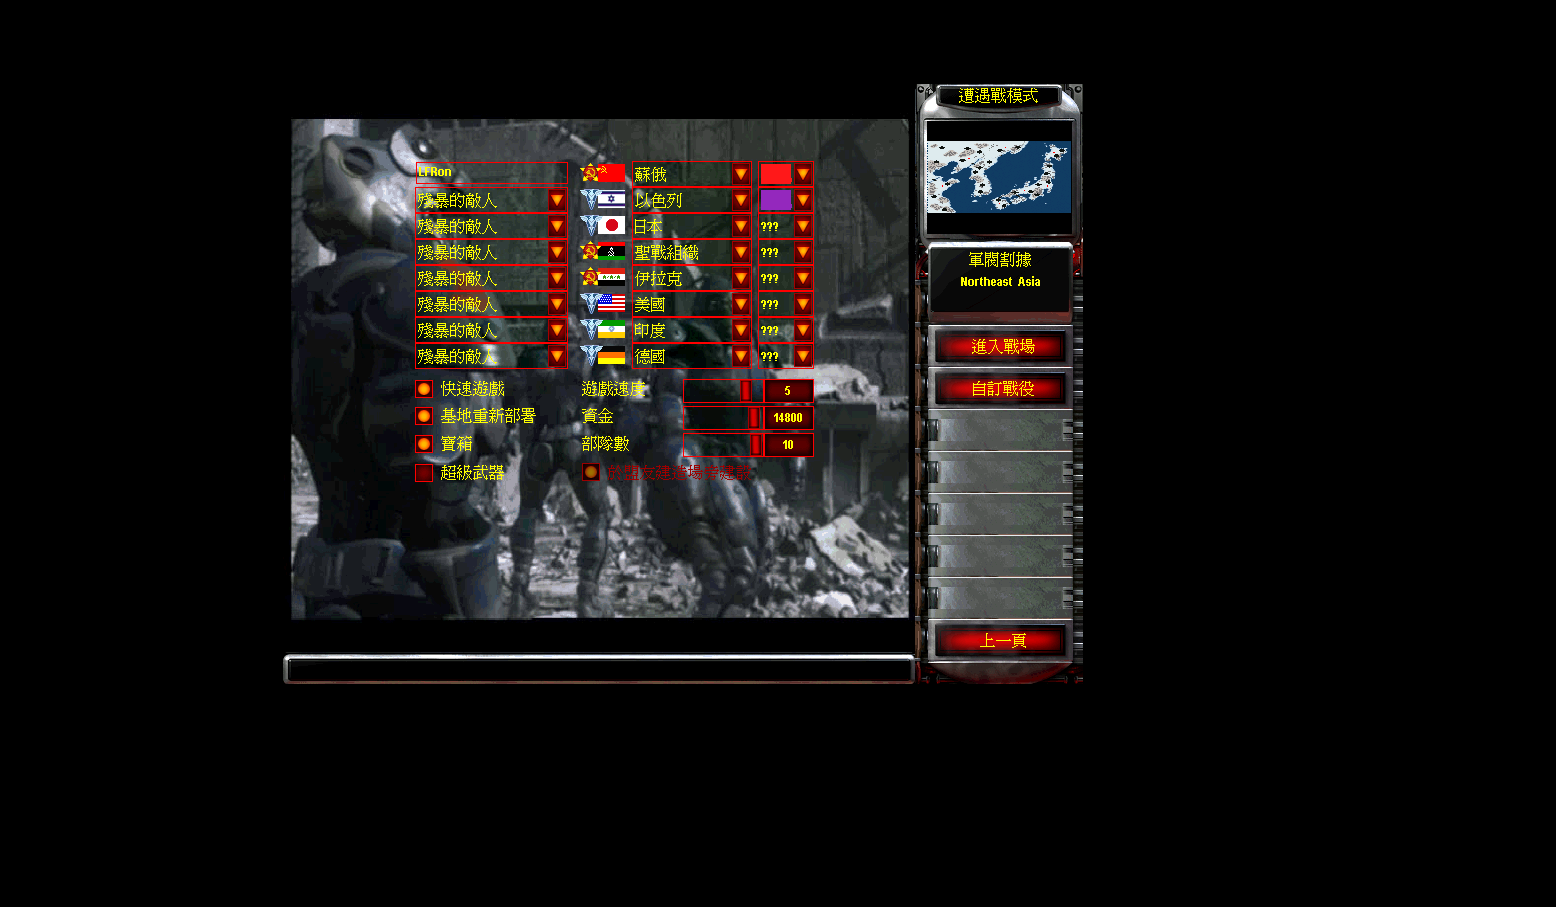 遭遇戰模式
LFRon 蘇俄
殘暴的敵人 以色列
殘暴的敵人 日本 ???
殘暴的敵人 聖戰組織 ???
殘暴的敵人 伊拉克 ???
殘暴的敵人 美國 ???
殘暴的敵人 印度 ???
殘暴的敵人 德國 ???
快速遊戲 遊戲速度 5
基地重新部署 資金 14800
寶箱 部隊數 10
超級武器
軍閥割據
Northeast Asia
進入戰場
自訂戰役
上一頁